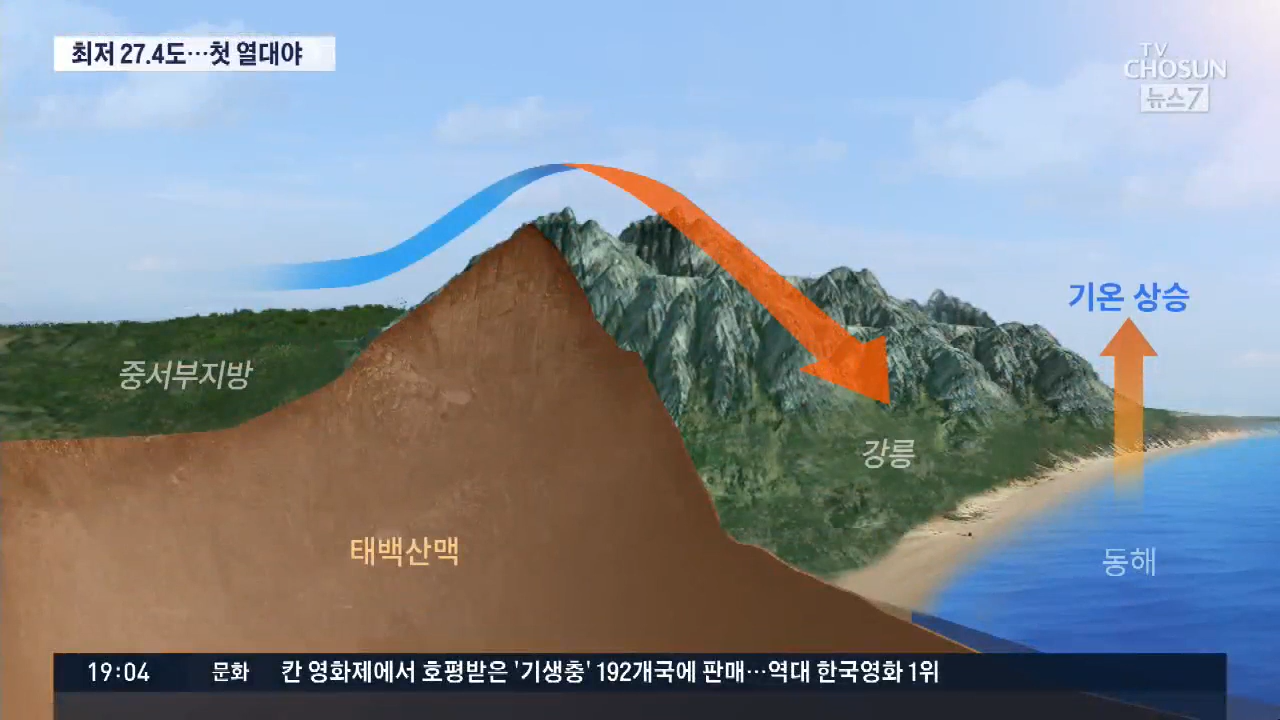 최저 27.4도…첫 열대야
TV
CHOSUN
뉴스7
기온 상승
중서부지방
강릉
태백산맥
동해
19:04 문화 칸 영화제에서 호평받은 '기생충' 192개국에 판매…역대 한국영화 1위